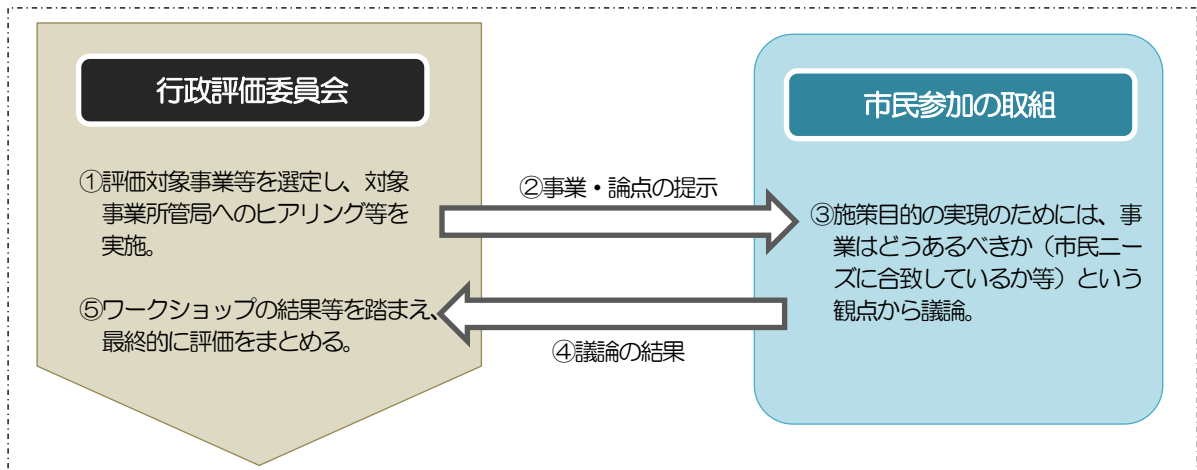 行政評価委員会
①評価対象事業等を選定し、対象
事業所管局へのヒアリング等を
実施。
⑤ワークショップの結果等を踏まえ、
最終的に評価をまとめる。
②事業・論点の提示
④議論の結果
市民参加の取組
③施策目的の実現のためには、事
業はどうあるべきか（市民ニー
ズに合致しているか等）という
観点から議論。